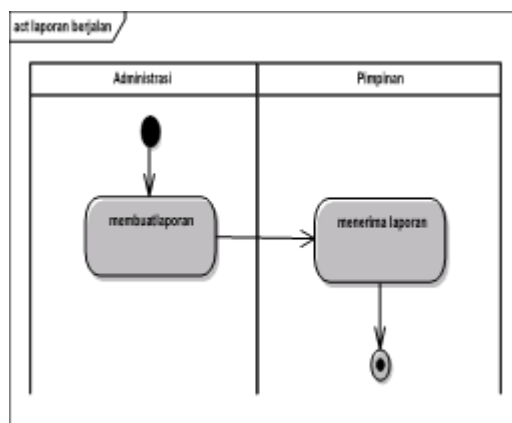 act laporan berjalan
Administrasi
Pimpinan
membuatlaporan
menerima laporan